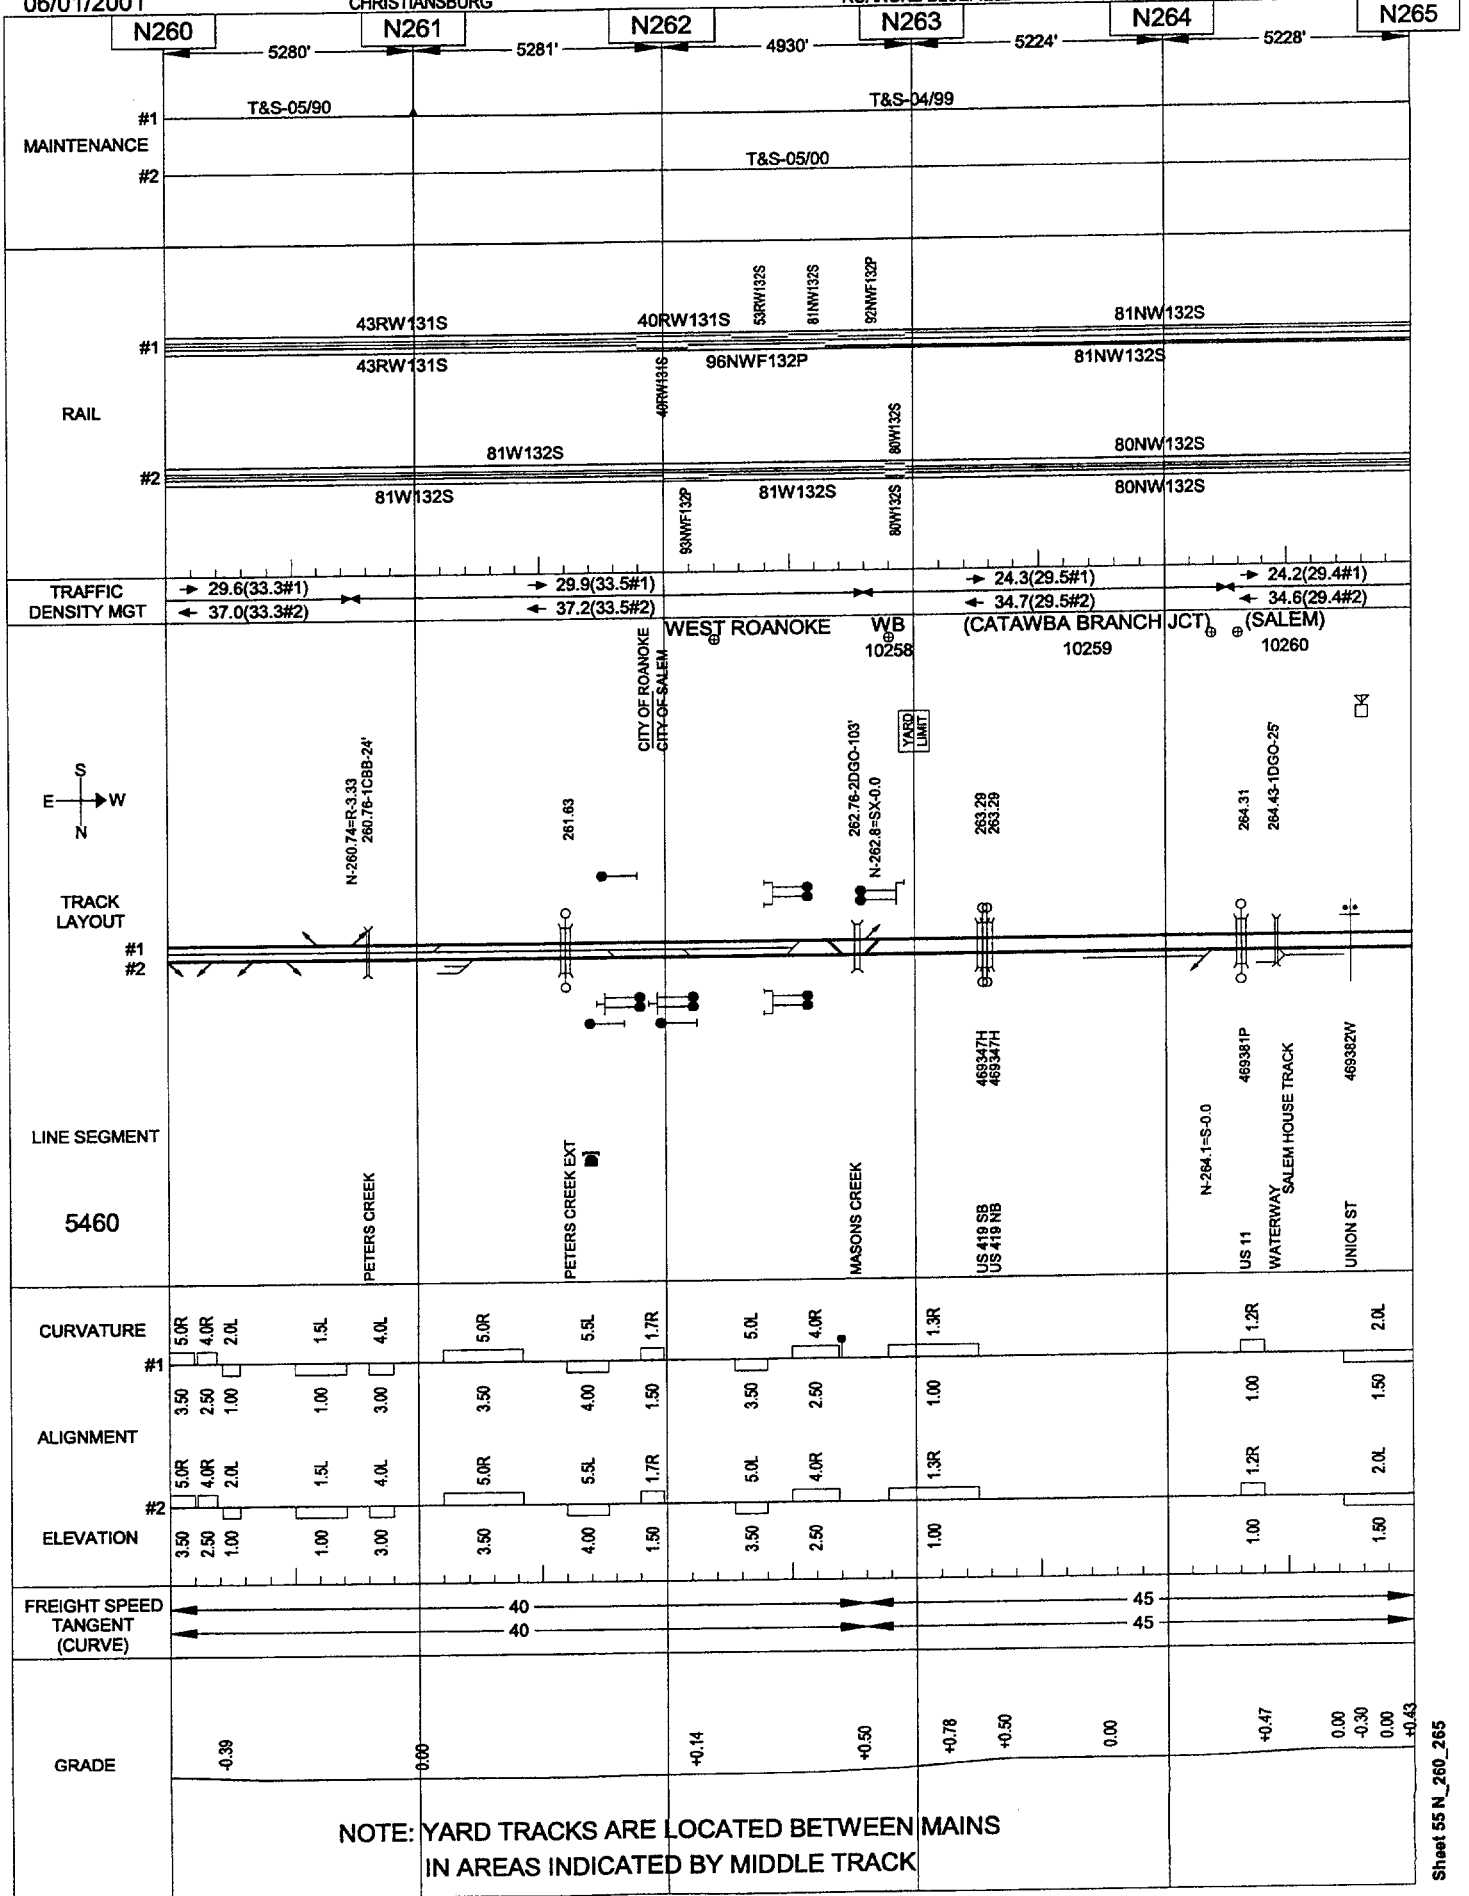 06/01/2001
CHRISTIANSBURG
N260
N261
N262
N263
N264
N265
5280'
5281'
4930'
5224'
5228'
T&S-05/90
T&S-04/99
#1
MAINTENANCE
T&S-05/00
#2
53RW132S
81NW132S
92NWF132P
43RW131S
40RW131S
81NW132S
#1
43RW131S
96NWF132P
81NW132S
40RW131S
RAIL
80W132S
81W132S
80NW132S
#2
81W132S
81W132S
80NW132S
93NWF132P
80W132S
TRAFFIC
DENSITY MGT
29.6(33.3#1)
29.9(33.5#1)
24.3(29.5#1)
24.2(29.4#1)
37.0(33.3#2)
37.2(33.5#2)
34.7(29.5#2)
34.6(29.4#2)
WEST ROANOKE
WB
(CATAWBA BRANCH JCT)
(SALEM)
10258
10259
10260
CITY OF ROANOKE
CITY OF SALEM
YARD
LIMIT
S
E W
N
N-260.74=R-3.33
260.76-1CBB-24'
261.63
262.76-2DGO-103'
N-262.8=SX-0.0
263.29
263.29
264.31
264.43-1DGO-25'
TRACK
LAYOUT
#1
#2
469347H
469347H
469381P
469382W
LINE SEGMENT
5460
PETERS CREEK
PETERS CREEK EXT
MASONS CREEK
US 419 SB
US 419 NB
N-264.1=S-0.0
US 11
WATERWAY
SALEM HOUSE TRACK
UNION ST
CURVATURE
5.0R 4.0R 2.0L 1.5L 4.0L 5.0R 5.5L 1.7R 5.0L 4.0R 1.3R 1.2R 2.0L
#1
3.50 2.50 1.00 1.00 3.00 3.50 4.00 1.50 3.50 2.50 1.00 1.00 1.50
ALIGNMENT
5.0R 4.0R 2.0L 1.5L 4.0L 5.0R 5.5L 1.7R 5.0L 4.0R 1.3R 1.2R 2.0L
#2
ELEVATION
3.50 2.50 1.00 1.00 3.00 3.50 4.00 1.50 3.50 2.50 1.00 1.00 1.50
FREIGHT SPEED
TANGENT
(CURVE)
40
45
40
45
GRADE
-0.39
0.00
+0.14
+0.50
+0.78
+0.50
0.00
+0.47
0.00
-0.30
0.00
+0.43
NOTE: YARD TRACKS ARE LOCATED BETWEEN MAINS
IN AREAS INDICATED BY MIDDLE TRACK
Sheet 55 N_260_265